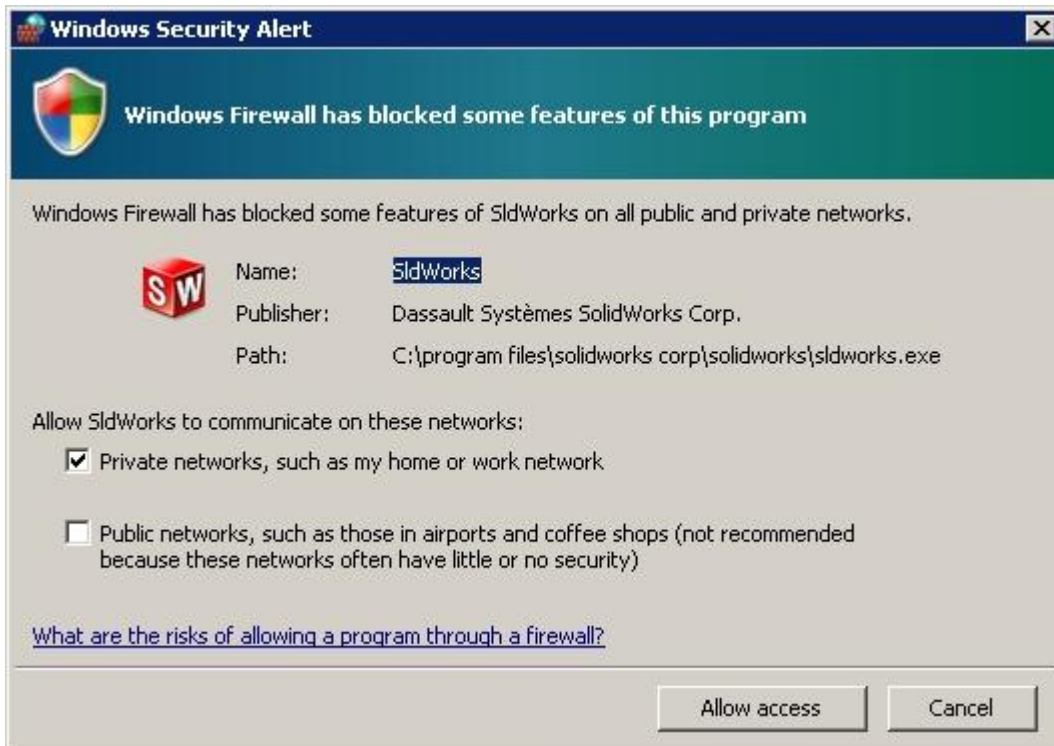 Windows Security Alert
Windows Firewall has blocked some features of this program
Windows Firewall has blocked some features of SldWorks on all public and private networks.
SW
Name: SldWorks
Publisher: Dassault Systèmes SolidWorks Corp.
Path: C:\program files\solidworks corp\solidworks\sldworks.exe
Allow SldWorks to communicate on these networks:
Private networks, such as my home or work network
Public networks, such as those in airports and coffee shops (not recommended
because these networks often have little or no security)
What are the risks of allowing a program through a firewall?
Allow access Cancel